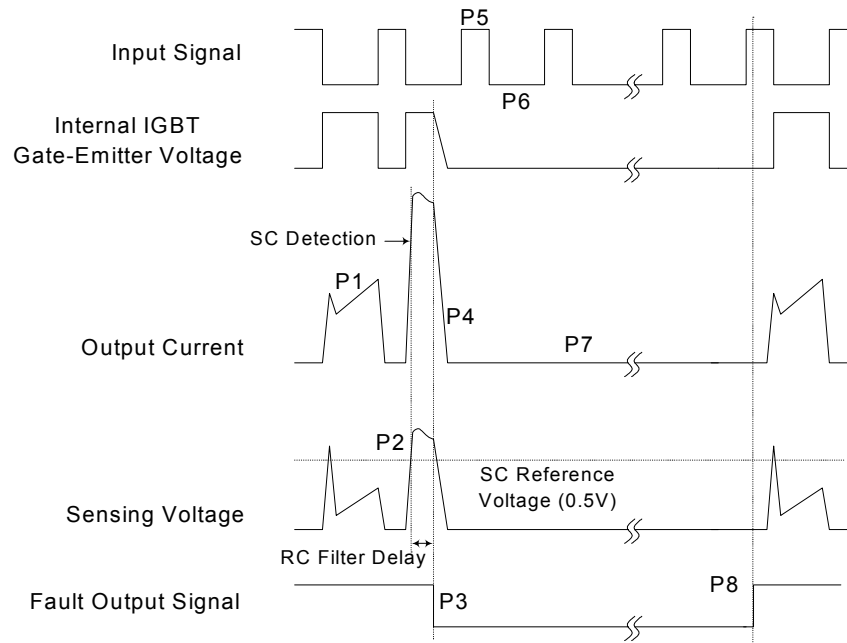 P5
Input Signal
P6
Internal IGBT
Gate-Emitter Voltage
SC Detection
P1
P4
Output Current
P7
P2
SC Reference
Voltage (0.5V)
Sensing Voltage
RC Filter Delay
Fault Output Signal
P3
P8